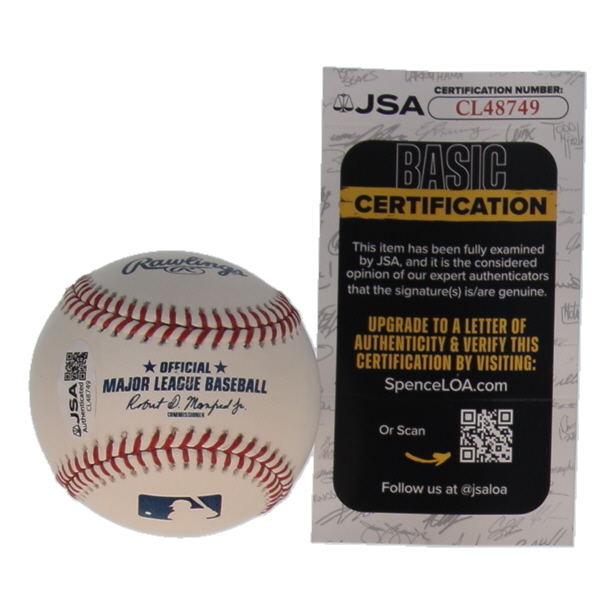 Rawlings
R
★ OFFICIAL ★
MAJOR LEAGUE BASEBALL
Robert D. Manfred Jr.
COMMISSIONER
JSA
Authenticated
CL48749
JSA
CERTIFICATION NUMBER:
CL48749
BASIC
CERTIFICATION
This item has been fully examined
by JSA, and it is the considered
opinion of our expert authenticators
that the signature(s) is/are genuine.
UPGRADE TO A LETTER OF
AUTHENTICITY & VERIFY THIS
CERTIFICATION BY VISITING:
SpenceLOA.com
Or Scan
Follow us at @jsaloa